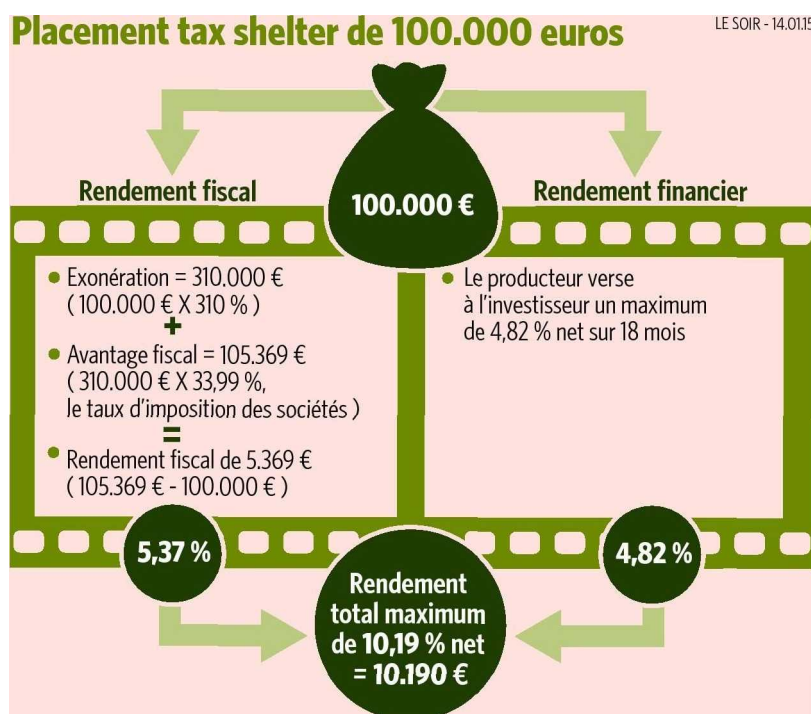 Placement tax shelter de 100.000 euros
LE SOIR - 14.01.15
Rendement fiscal
100.000 €
Rendement financier
• Exonération = 310.000 €
( 100.000 € X 310 % )
+
• Avantage fiscal = 105.369 €
( 310.000 € X 33,99 %,
le taux d'imposition des sociétés )
=
• Rendement fiscal de 5.369 €
( 105.369 € - 100.000 € )
• Le producteur verse
à l'investisseur un maximum
de 4,82 % net sur 18 mois
5,37 %
4,82 %
Rendement
total maximum
de 10,19 % net
= 10.190 €